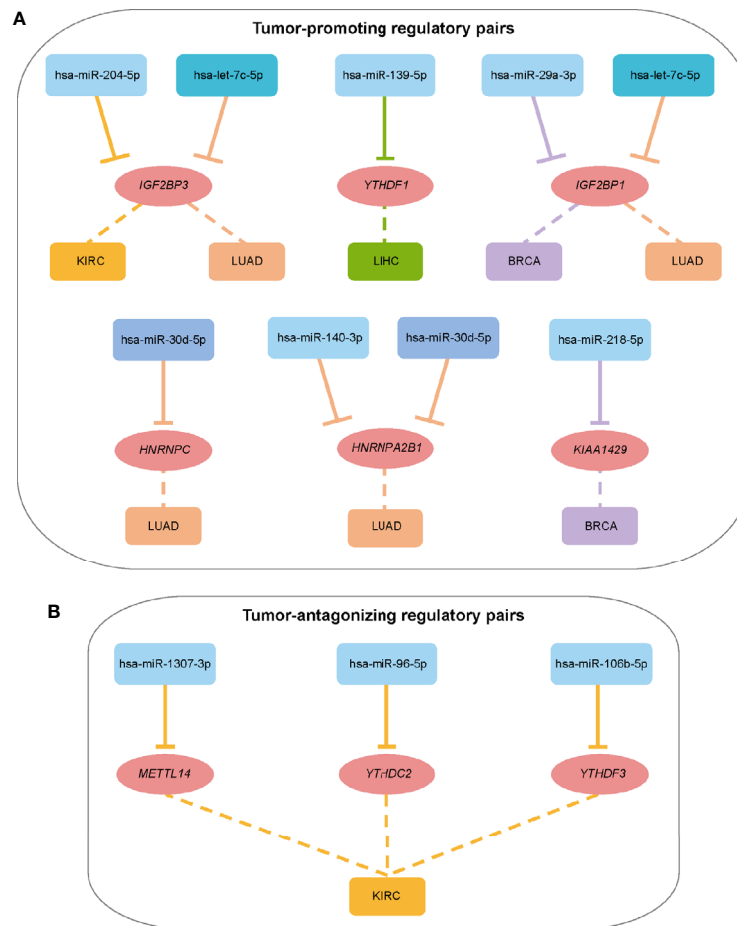 A
Tumor-promoting regulatory pairs
hsa-miR-204-5p
hsa-let-7c-5p
hsa-miR-139-5p
hsa-miR-29a-3p
hsa-let-7c-5p
IGF2BP3
YTHDF1
IGF2BP1
KIRC
LUAD
LIHC
BRCA
LUAD
hsa-miR-30d-5p
hsa-miR-140-3p
hsa-miR-30d-5p
hsa-miR-218-5p
HNRNPC
HNRNPA2B1
KIAA1429
LUAD
LUAD
BRCA
B
Tumor-antagonizing regulatory pairs
hsa-miR-1307-3p
hsa-miR-96-5p
hsa-miR-106b-5p
METTL14
YTHDC2
YTHDF3
KIRC